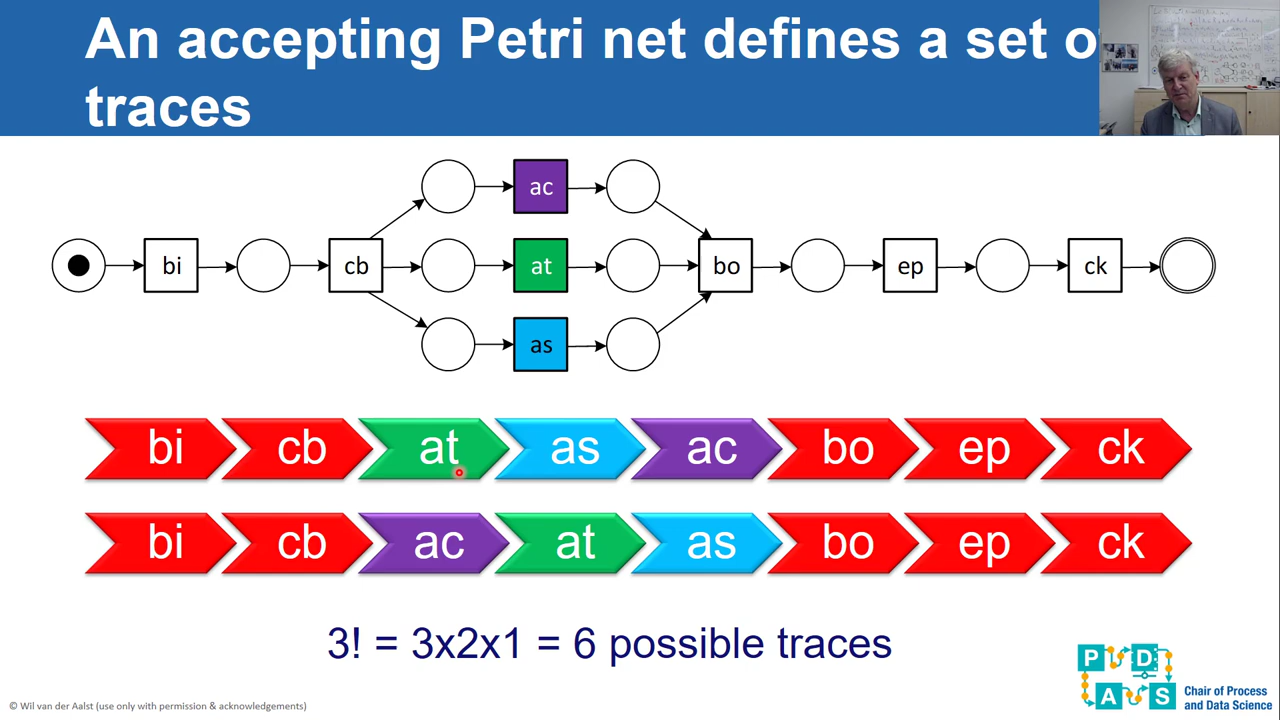 An accepting Petri net defines a set o
traces
ac
bi
cb
at
bo
ep
ck
as
bi cb at as ac bo ep ck
bi cb ac at as bo ep ck
3! = 3x2x1 = 6 possible traces
P D
A S
Chair of Process
and Data Science
© Wil van der Aalst (use only with permission & acknowledgements)